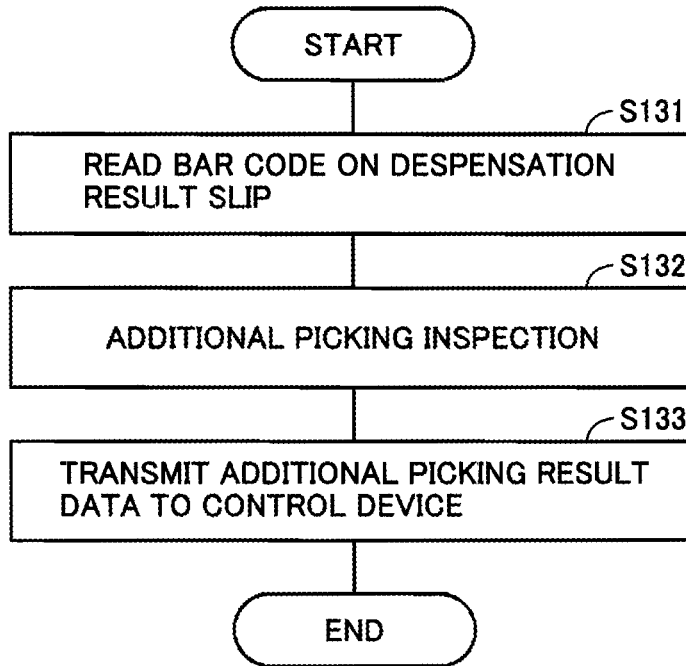 START
S131
READ BAR CODE ON DESPENSATION
RESULT SLIP
S132
ADDITIONAL PICKING INSPECTION
S133
TRANSMIT ADDITIONAL PICKING RESULT
DATA TO CONTROL DEVICE
END